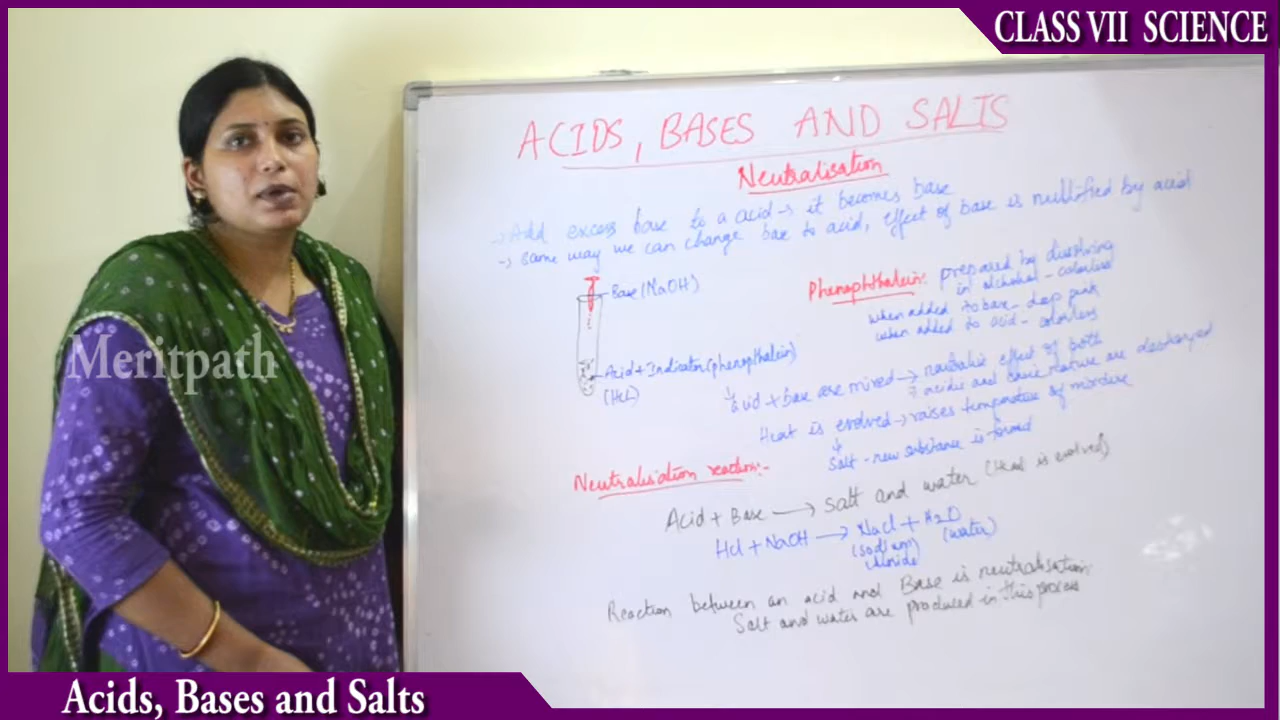 CLASS VII SCIENCE
ACIDS, BASES AND SALTS
Neutralisation
→ Add excess base to a acid → it becomes base
→ same way we can change base to acid, effect of base is nullified by acid
Base (NaOH)
Phenophthalein: prepared by dissolving
in alchohal - colorless
when added to base - deep pink
when added to acid - colorless
Acid + Indicator (phenopthalein)
(Hcl)
↓ acid + base are mixed → neutralise effect of both
acidic and basic nature are destroyed
Heat is evolved → raises temperature of mixture
↓
Salt - new substance is formed
Neutralisation reaction:-
Acid + Base → Salt and water (Heat is evolved)
Hcl + NaOH → Nacl + H2O
(sodium chloride) (water)
Reaction between an acid and Base is neutralisation
Salt and water are produced in this process
Meritpath
Acids, Bases and Salts